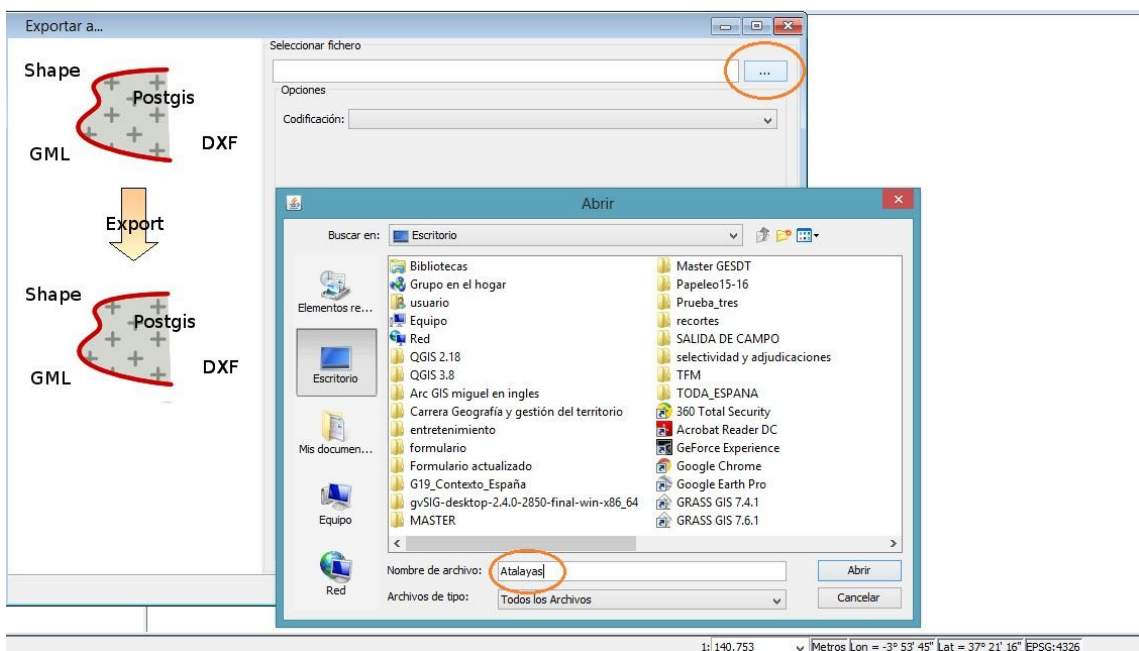 Exportar a...
Shape
Postgis
GML
DXF
Export
Shape
Postgis
GML
DXF
Seleccionar fichero
...
Opciones
Codificación:
Abrir
Buscar en:
Escritorio
Elementos re...
Escritorio
Mis documen...
Equipo
Red
Bibliotecas
Grupo en el hogar
usuario
Equipo
Red
QGIS 2.18
QGIS 3.8
Arc GIS miguel en ingles
Carrera Geografía y gestión del territorio
entretenimiento
formulario
Formulario actualizado
G19_Contexto_España
gvSIG-desktop-2.4.0-2850-final-win-x86_64
MASTER
Master GESDT
Papeleo15-16
Prueba_tres
recortes
SALIDA DE CAMPO
selectividad y adjudicaciones
TFM
TODA_ESPANA
360 Total Security
Acrobat Reader DC
GeForce Experience
Google Chrome
Google Earth Pro
GRASS GIS 7.4.1
GRASS GIS 7.6.1
Nombre de archivo: Atalayas
Abrir
Archivos de tipo: Todos los Archivos
Cancelar
1: 140.753 Metros Lon = -3° 53' 45" Lat = 37° 21' 16" EPSG:4326